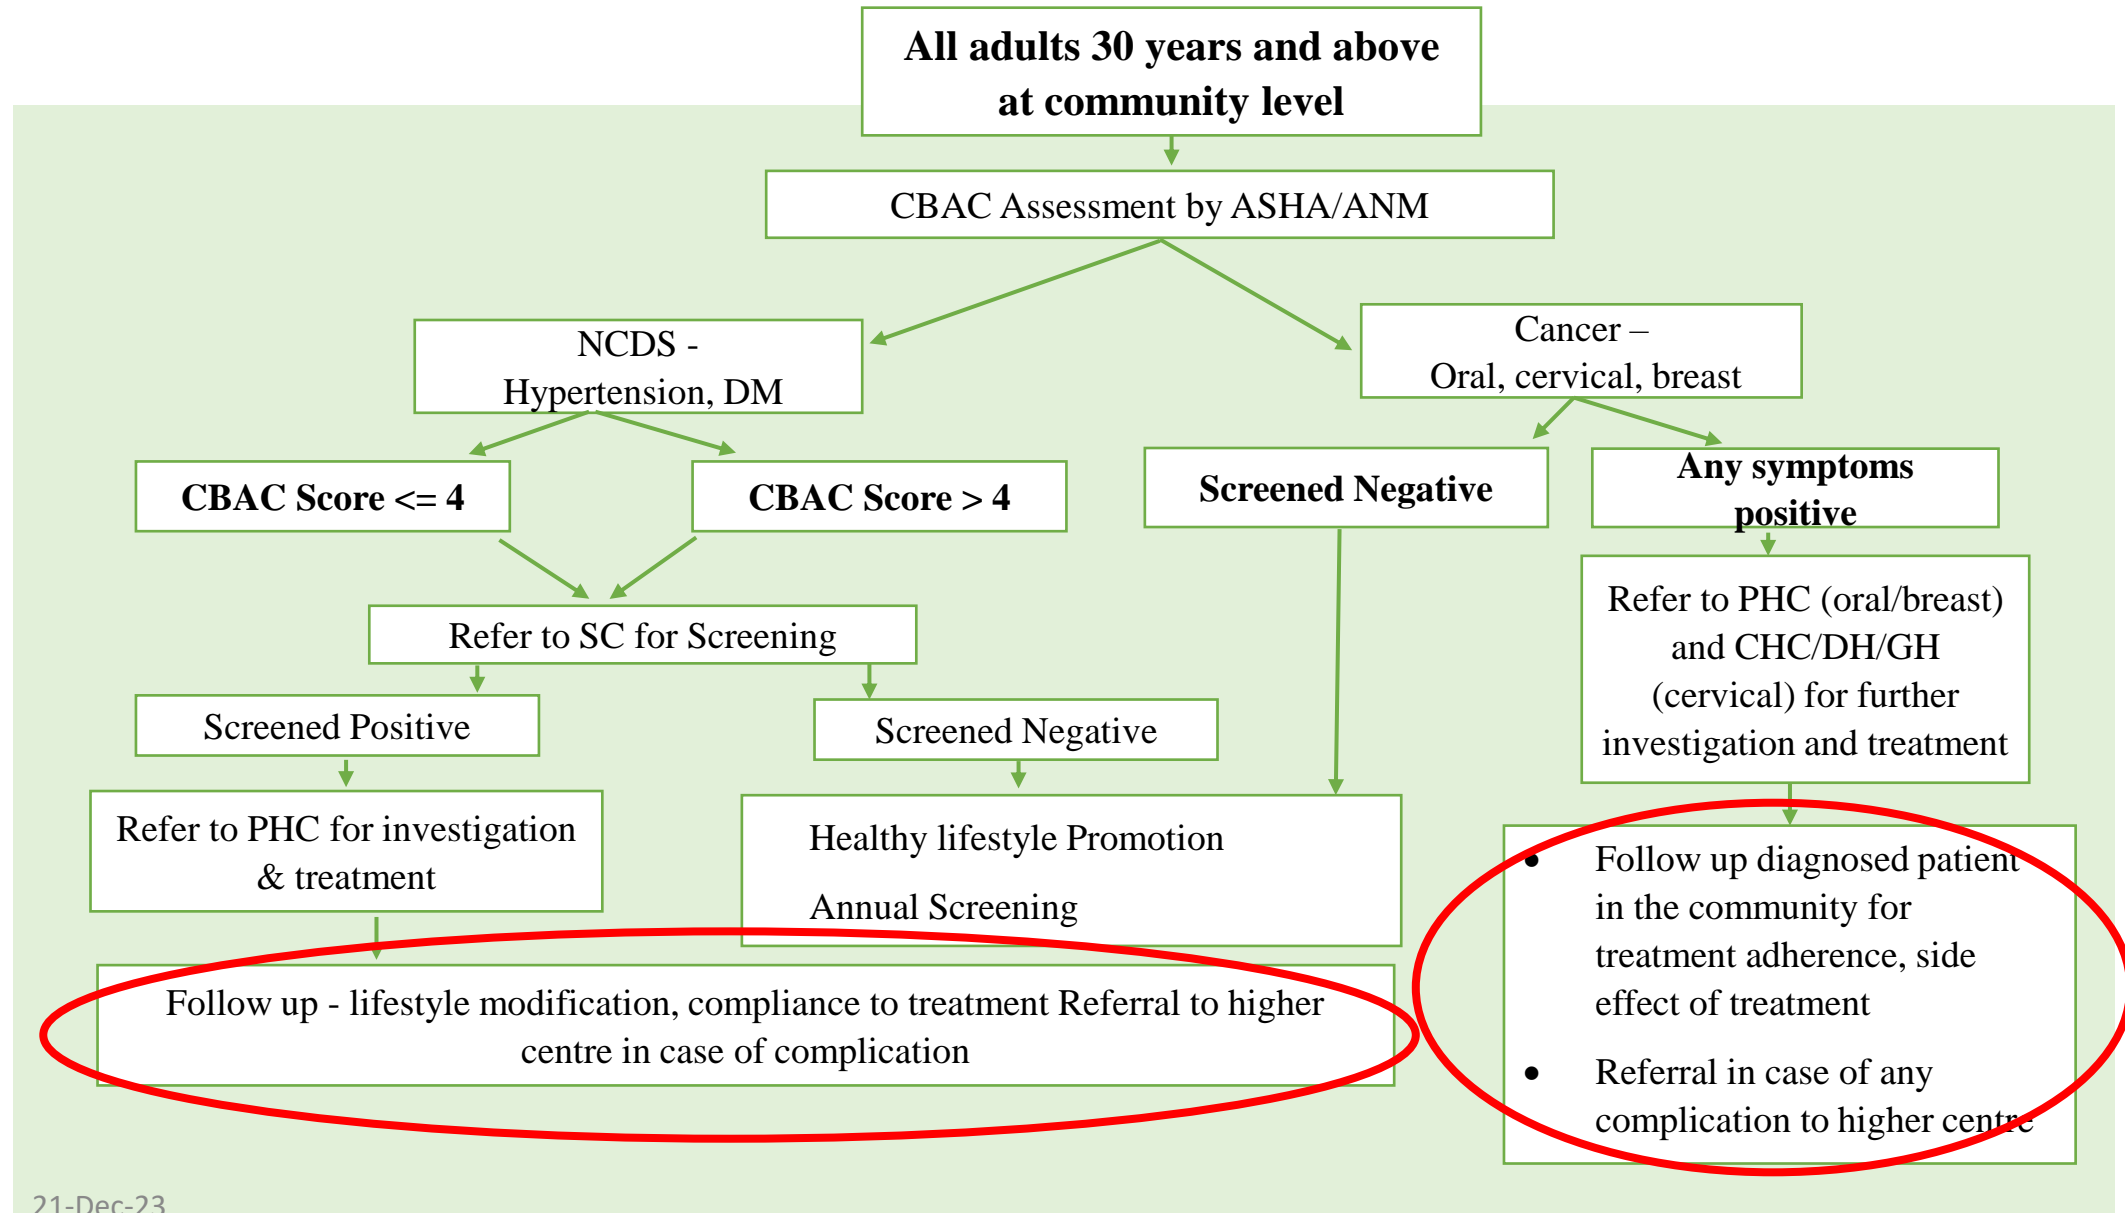 All adults 30 years and above
at community level
CBAC Assessment by ASHA/ANM
NCDS -
Hypertension, DM
Cancer –
Oral, cervical, breast
CBAC Score <= 4
CBAC Score > 4
Screened Negative
Any symptoms
positive
Refer to SC for Screening
Refer to PHC (oral/breast)
and CHC/DH/GH
(cervical) for further
investigation and treatment
Screened Positive
Screened Negative
Refer to PHC for investigation
& treatment
Healthy lifestyle Promotion
Annual Screening
Follow up - lifestyle modification, compliance to treatment Referral to higher
centre in case of complication
• Follow up diagnosed patient
in the community for
treatment adherence, side
effect of treatment
• Referral in case of any
complication to higher centre
21-Dec-23